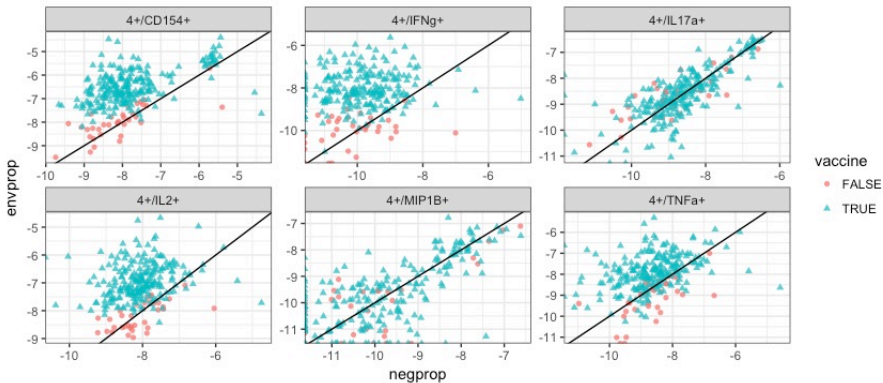 4+/CD154+ 4+/IFNg+ 4+/IL17a+
-5 -6 -7 -8 -9
-6 -8 -10
-7 -8 -9 -10 -11
-10 -9 -8 -7 -6 -5
-10 -8 -6
-10 -8 -6
envprop
vaccine
FALSE
TRUE
4+/IL2+ 4+/MIP1B+ 4+/TNFa+
-5 -6 -7 -8 -9
-7 -8 -9 -10 -11
-6 -7 -8 -9 -10 -11
-10 -8 -6
-11 -10 -9 -8 -7
-10 -8 -6
negprop